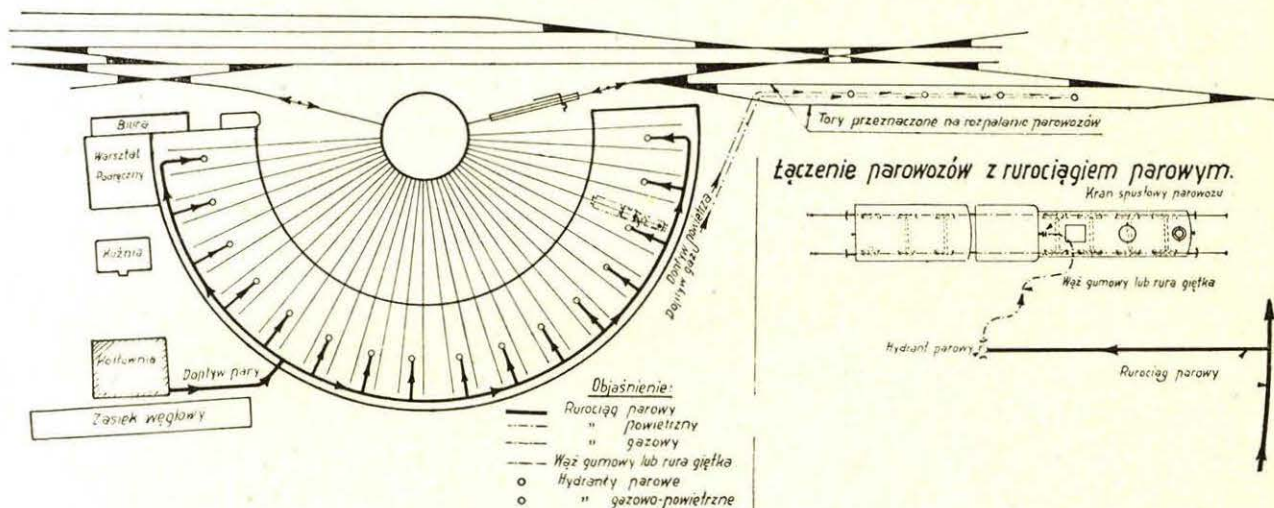 Biura
Warsztat
Podręczny
Kuźnia
Kotłownia
Dopływ pary
Zasiek węglowy
Dopływ powietrza
Dopływ gazu
Tory przeznaczone na rozpalanie parowozów
Łączenie parowozów z rurociągiem parowym.
Kran spustowy parowozu
Wąż gumowy lub rura giętka
Hydrant parowy
Rurociąg parowy
Objaśnienie:
Rurociąg parowy
" powietrzny
" gazowy
Wąż gumowy lub rura giętka
Hydranty parowe
" gazowo-powietrzne